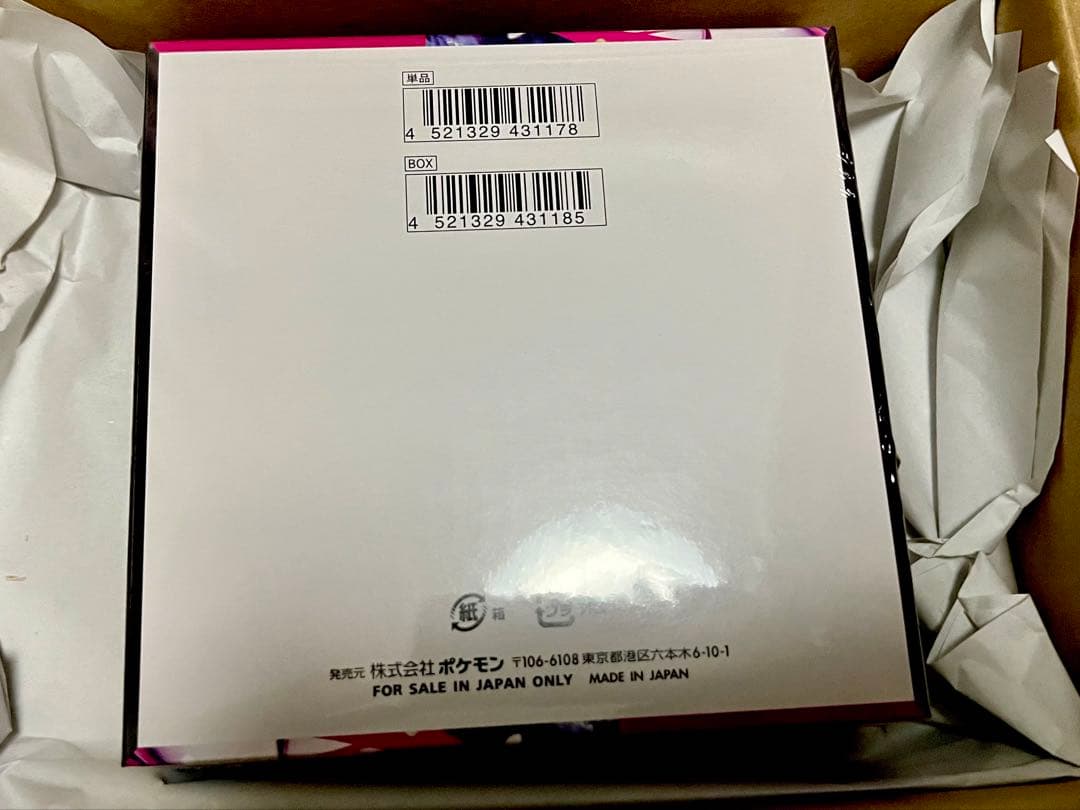 単品
4 521329 431178
BOX
4 521329 431185
紙 箱
プラ
発売元 株式会社 ポケモン 〒106-6108 東京都港区六本木6-10-1
FOR SALE IN JAPAN ONLY MADE IN JAPAN